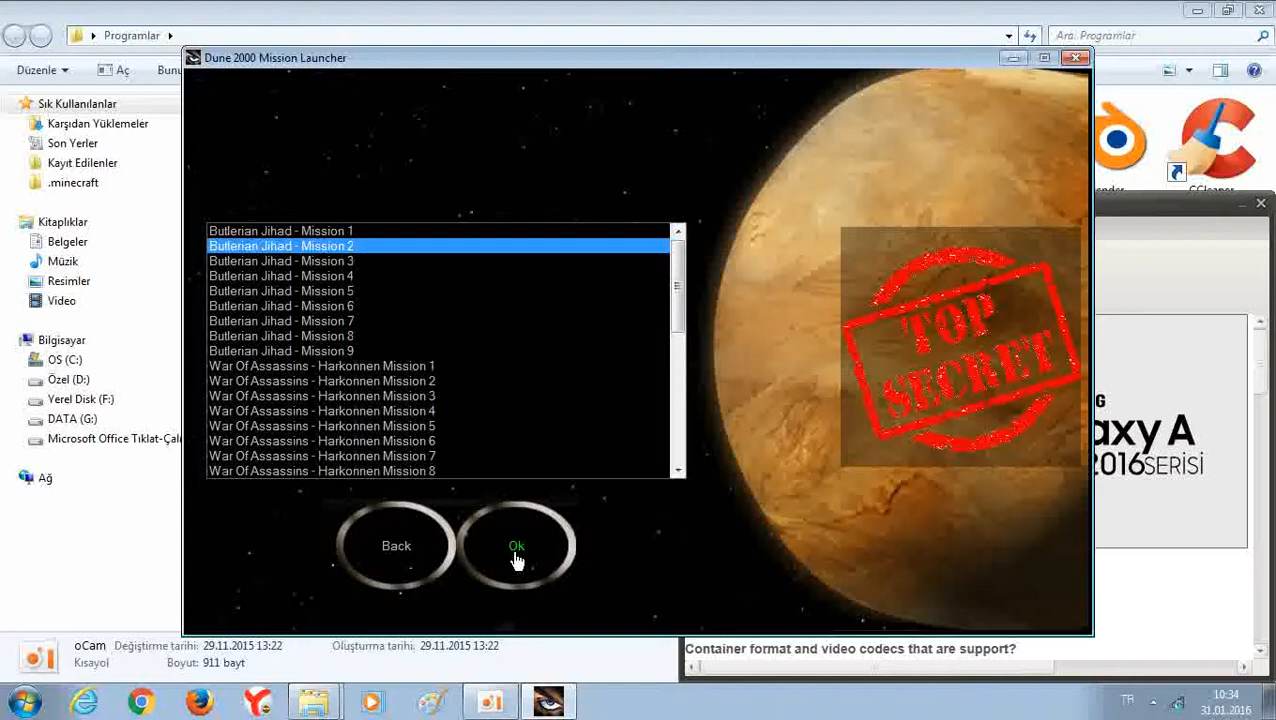 Programlar
Ara: Programlar
Düzenle
Aç
Dune 2000 Mission Launcher
Sık Kullanılanlar
Karşıdan Yüklemeler
Son Yerler
Kayıt Edilenler
.minecraft
Kitaplıklar
Belgeler
Müzik
Resimler
Video
Bilgisayar
OS (C:)
Özel (D:)
Yerel Disk (F:)
DATA (G:)
Microsoft Office Tıklat-Çalı
Ağ
Butlerian Jihad - Mission 1
Butlerian Jihad - Mission 2
Butlerian Jihad - Mission 3
Butlerian Jihad - Mission 4
Butlerian Jihad - Mission 5
Butlerian Jihad - Mission 6
Butlerian Jihad - Mission 7
Butlerian Jihad - Mission 8
Butlerian Jihad - Mission 9
War Of Assassins - Harkonnen Mission 1
War Of Assassins - Harkonnen Mission 2
War Of Assassins - Harkonnen Mission 3
War Of Assassins - Harkonnen Mission 4
War Of Assassins - Harkonnen Mission 5
War Of Assassins - Harkonnen Mission 6
War Of Assassins - Harkonnen Mission 7
War Of Assassins - Harkonnen Mission 8
Back
Ok
TOP
SECRET
axy A
2016SERİSİ
oCam
Değiştirme tarihi: 29.11.2015 13:22
Oluşturma tarihi: 29.11.2015 13:22
Kısayol
Boyut: 911 bayt
Container format and video codecs that are support?
TR
10:34
31.01.2016